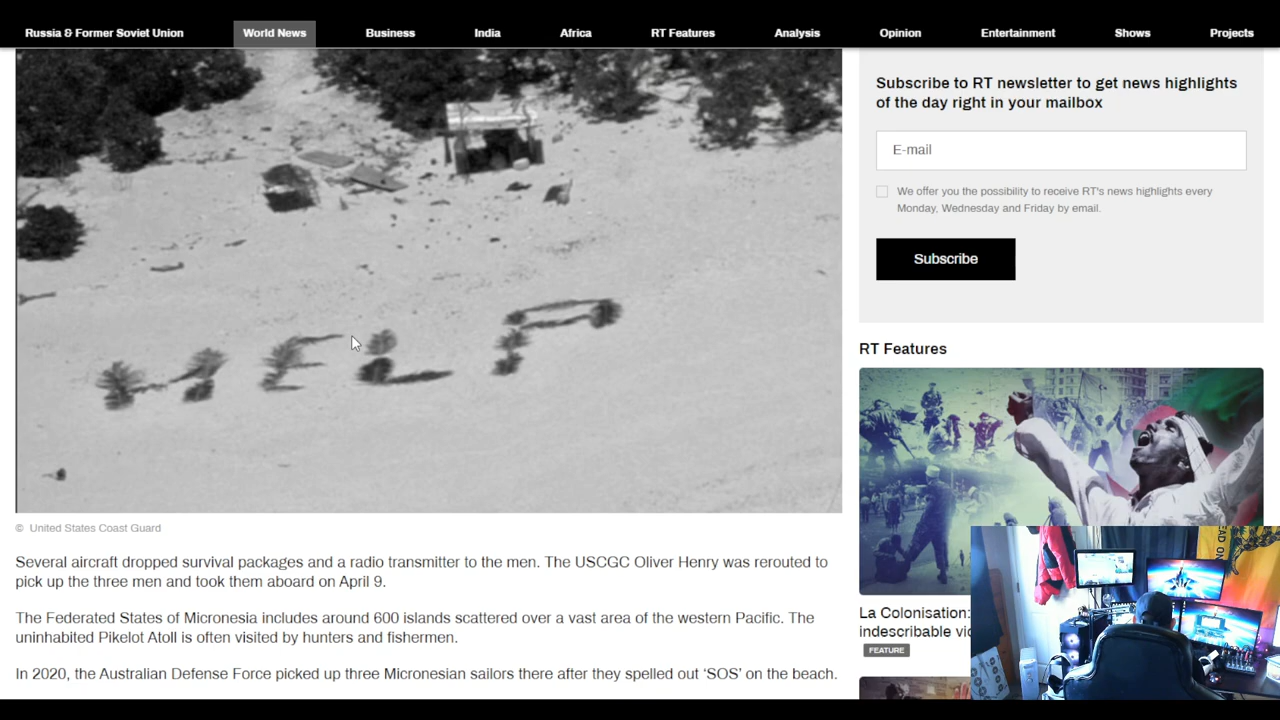 Russia & Former Soviet Union World News Business India Africa RT Features Analysis Opinion Entertainment Shows Projects
HELP
© United States Coast Guard
Several aircraft dropped survival packages and a radio transmitter to the men. The USCGC Oliver Henry was rerouted to
pick up the three men and took them aboard on April 9.
The Federated States of Micronesia includes around 600 islands scattered over a vast area of the western Pacific. The
uninhabited Pikelot Atoll is often visited by hunters and fishermen.
In 2020, the Australian Defense Force picked up three Micronesian sailors there after they spelled out ‘SOS’ on the beach.
Subscribe to RT newsletter to get news highlights
of the day right in your mailbox
E-mail
We offer you the possibility to receive RT's news highlights every
Monday, Wednesday and Friday by email.
Subscribe
RT Features
La Colonisation:
indescribable
FEATURE
EAD ON